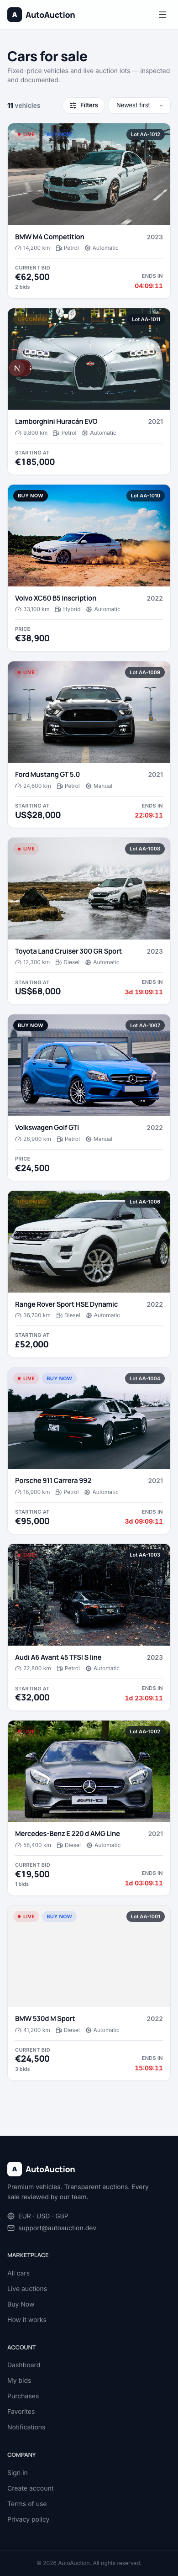 A AutoAuction
Cars for sale
Fixed-price vehicles and live auction lots — inspected
and documented.
11 vehicles
Filters
Newest first
LIVE
Lot AA-1012
BMW M4 Competition
2023
14,200 km Petrol Automatic
CURRENT BID
€62,500
2 bids
ENDS IN
04:09:11
Lot AA-1011
Lamborghini Huracán EVO
2021
9,800 km Petrol Automatic
STARTING AT
€185,000
BUY NOW
Lot AA-1010
Volvo XC60 B5 Inscription
2022
33,100 km Hybrid Automatic
PRICE
€38,900
LIVE
Lot AA-1009
Ford Mustang GT 5.0
2021
24,600 km Petrol Manual
STARTING AT
US$28,000
ENDS IN
22:09:11
LIVE
Lot AA-1008
Toyota Land Cruiser 300 GR Sport
2023
12,300 km Diesel Automatic
STARTING AT
US$68,000
ENDS IN
3d 19:09:11
BUY NOW
Lot AA-1007
Volkswagen Golf GTI
2022
28,900 km Petrol Manual
PRICE
€24,500
Lot AA-1006
Range Rover Sport HSE Dynamic
2022
36,700 km Diesel Automatic
STARTING AT
£52,000
LIVE
BUY NOW
Lot AA-1004
Porsche 911 Carrera 992
2021
18,900 km Petrol Automatic
STARTING AT
€95,000
ENDS IN
3d 09:09:11
LIVE
Lot AA-1003
Audi A6 Avant 45 TFSI S line
2023
22,800 km Petrol Automatic
STARTING AT
€32,000
ENDS IN
1d 23:09:11
LIVE
Lot AA-1002
Mercedes-Benz E 220 d AMG Line
2021
58,400 km Diesel Automatic
CURRENT BID
€19,500
1 bids
ENDS IN
1d 03:09:11
LIVE
BUY NOW
Lot AA-1001
BMW 530d M Sport
2022
41,200 km Diesel Automatic
CURRENT BID
€24,500
3 bids
ENDS IN
15:09:11
A AutoAuction
Premium vehicles. Transparent auctions. Every
sale reviewed by our team.
EUR · USD · GBP
support@autoauction.dev
MARKETPLACE
All cars
Live auctions
Buy Now
How it works
ACCOUNT
Dashboard
My bids
Purchases
Favorites
Notifications
COMPANY
Sign in
Create account
Terms of use
Privacy policy
© 2026 AutoAuction. All rights reserved.